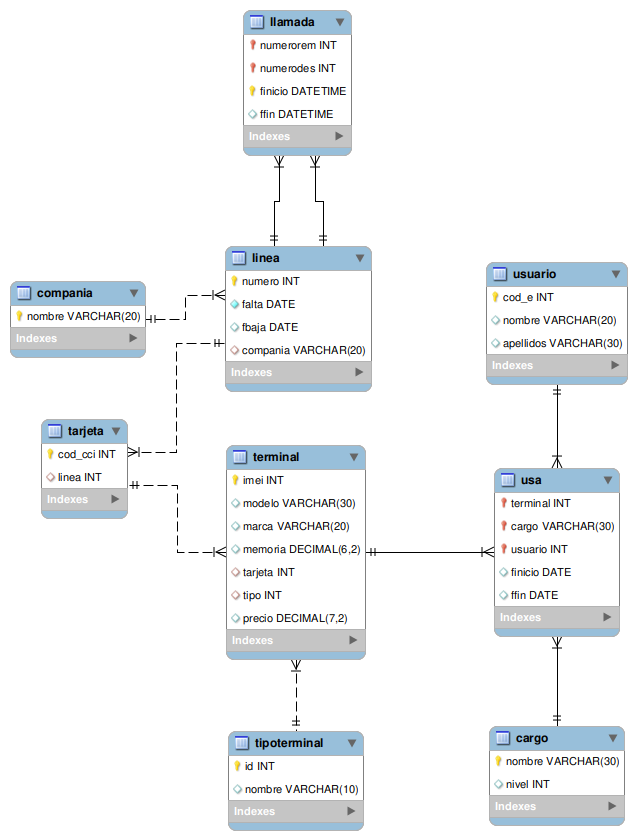 llamada
numerorem INT
numerodes INT
finicio DATETIME
ffin DATETIME
Indexes
linea
numero INT
falta DATE
fbaja DATE
compania VARCHAR(20)
Indexes
compania
nombre VARCHAR(20)
Indexes
usuario
cod_e INT
nombre VARCHAR(20)
apellidos VARCHAR(30)
Indexes
tarjeta
cod_cci INT
linea INT
Indexes
terminal
imei INT
modelo VARCHAR(30)
marca VARCHAR(20)
memoria DECIMAL(6,2)
tarjeta INT
tipo INT
precio DECIMAL(7,2)
Indexes
usa
terminal INT
cargo VARCHAR(30)
usuario INT
finicio DATE
ffin DATE
Indexes
tipoterminal
id INT
nombre VARCHAR(10)
Indexes
cargo
nombre VARCHAR(30)
nivel INT
Indexes